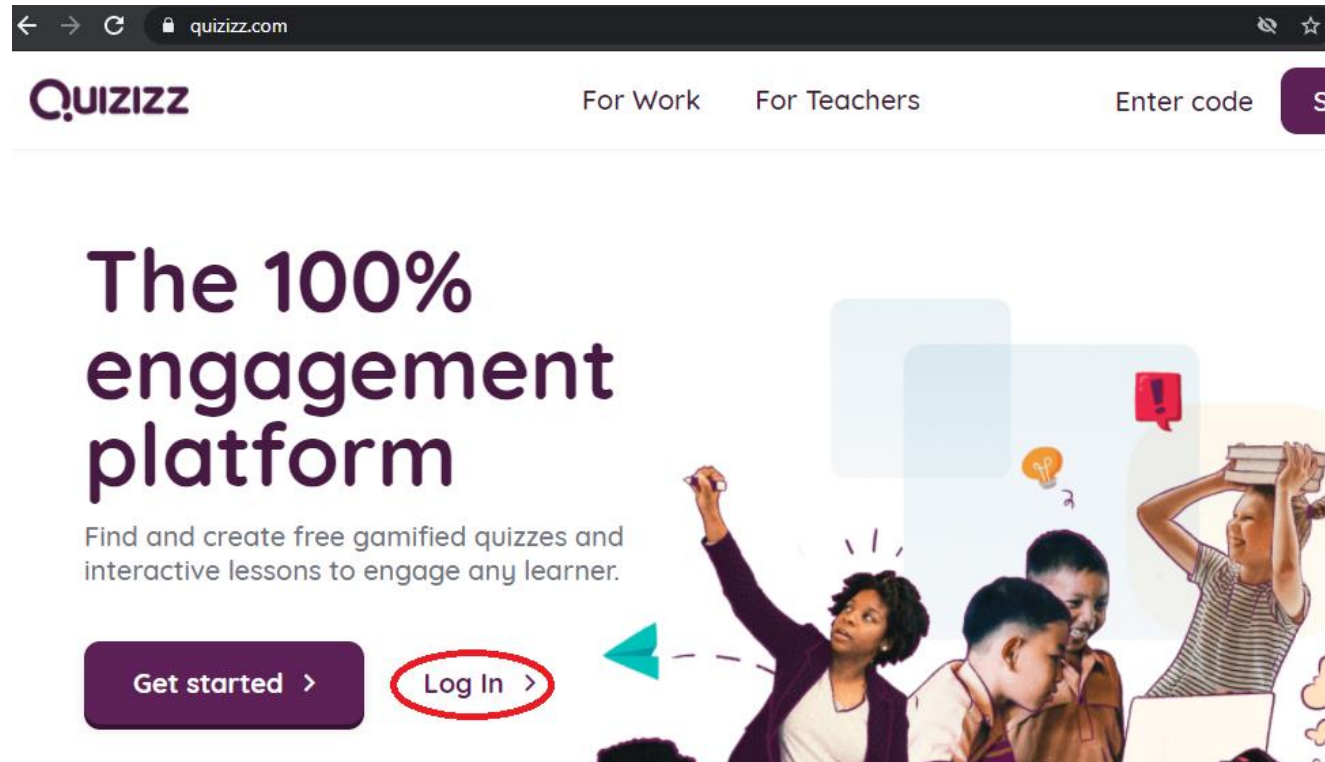 quizizz.com
QUIZIZZ
For Work
For Teachers
Enter code
S
The 100%
engagement
platform
Find and create free gamified quizzes and
interactive lessons to engage any learner.
Get started >
Log In >